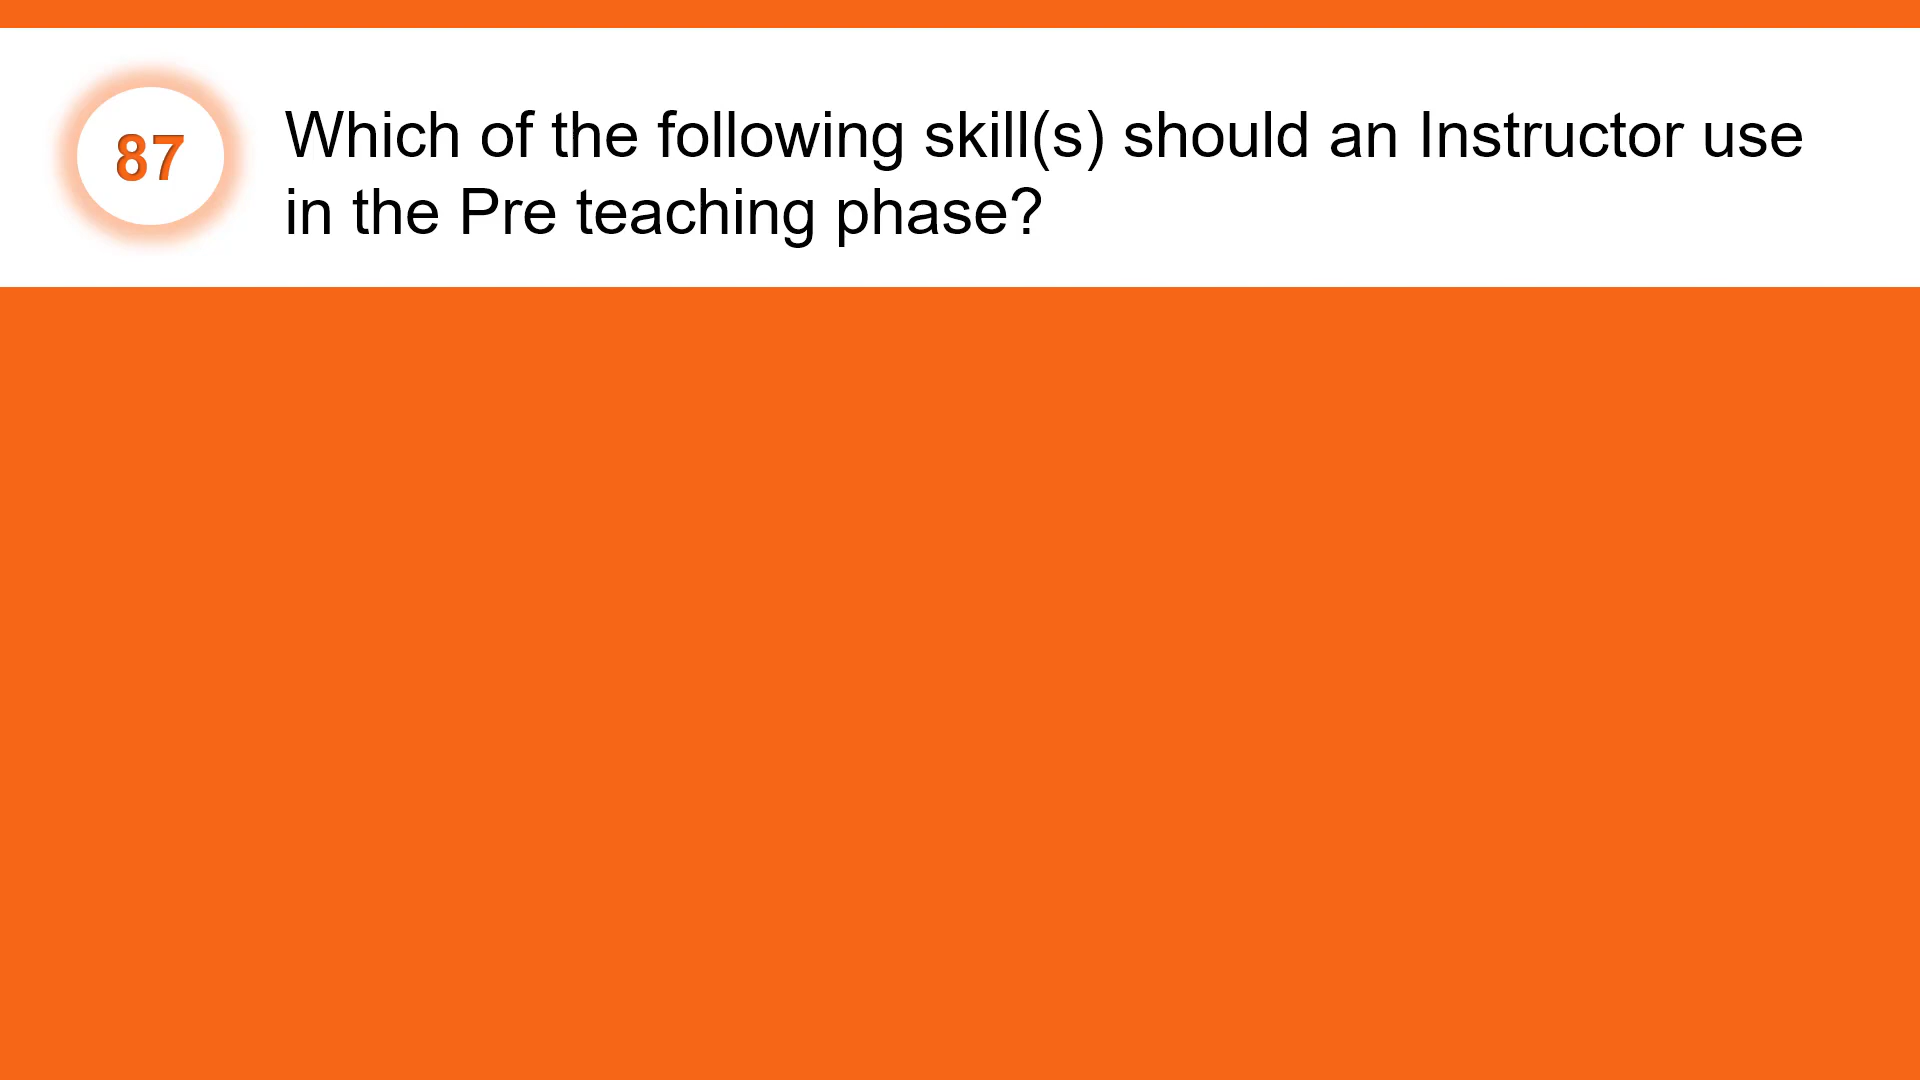 87
Which of the following skill(s) should an Instructor use
in the Pre teaching phase?